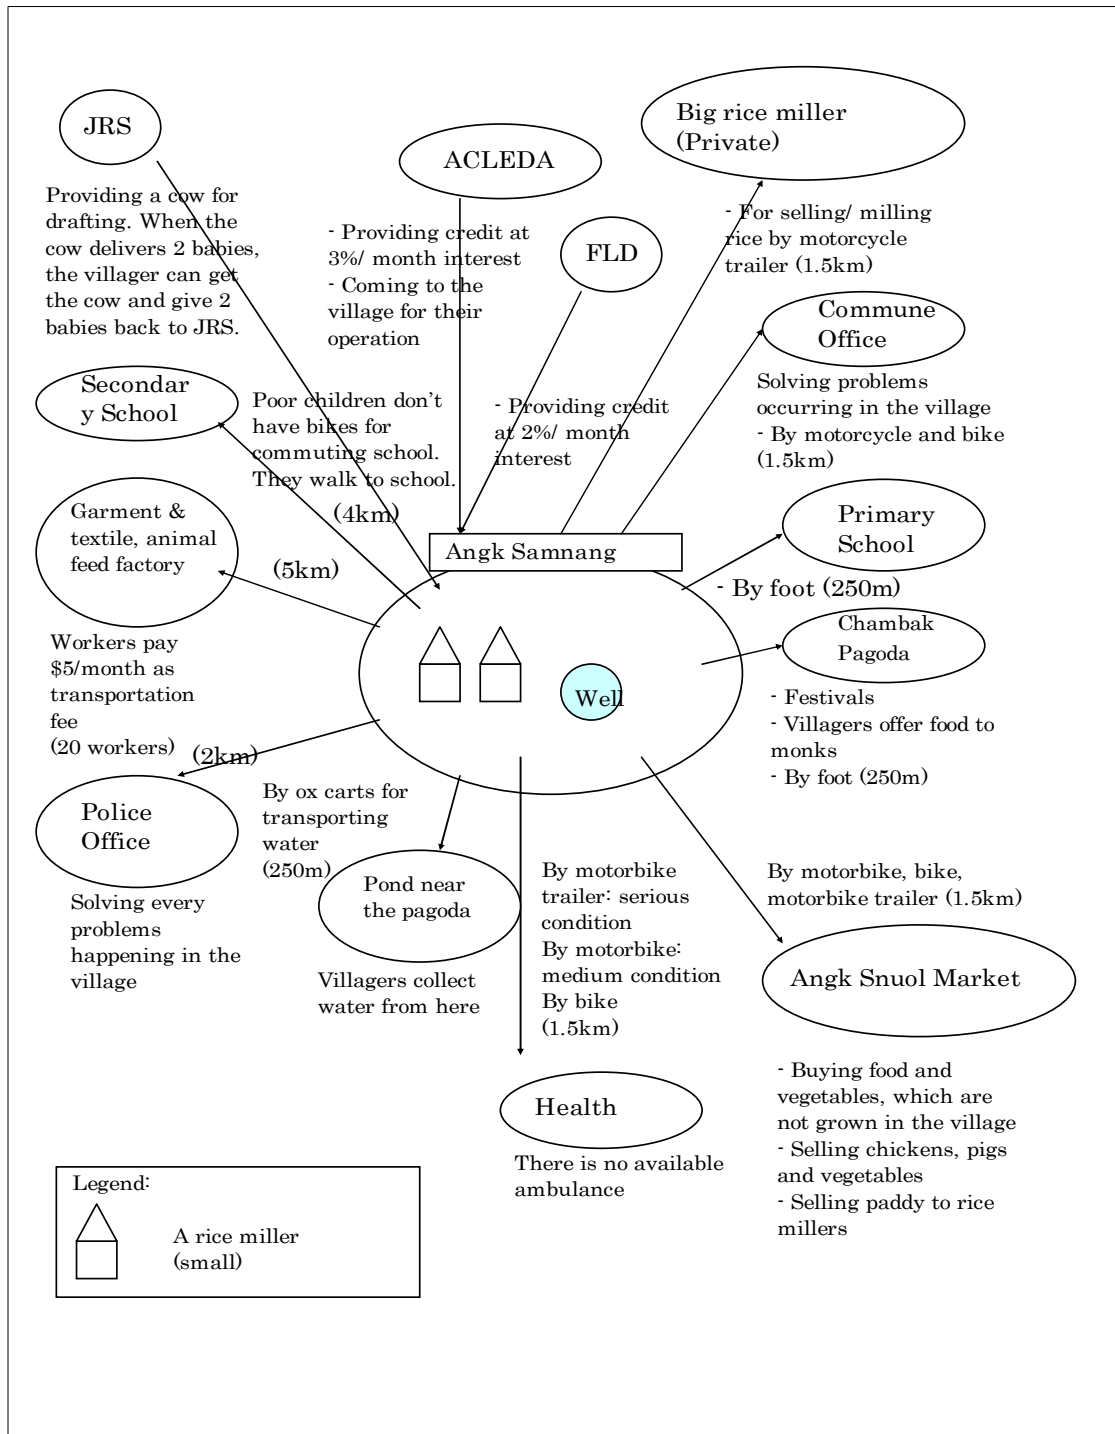 JRS
Providing a cow for
drafting. When the
cow delivers 2 babies,
the villager can get
the cow and give 2
babies back to JRS.
ACLEDA
- Providing credit at
3%/ month interest
- Coming to the
village for their
operation
FLD
- Providing credit
at 2%/ month
interest
Big rice miller
(Private)
- For selling/ milling
rice by motorcycle
trailer (1.5km)
Commune
Office
Solving problems
occurring in the village
- By motorcycle and bike
(1.5km)
Secondar
y School
Poor children don't
have bikes for
commuting school.
They walk to school.
(4km)
Garment &
textile, animal
feed factory
(5km)
Workers pay
$5/month as
transportation
fee
(20 workers)
Angk Samnang
Well
Primary
School
- By foot (250m)
Chambak
Pagoda
- Festivals
- Villagers offer food to
monks
- By foot (250m)
(2km)
Police
Office
Solving every
problems
happening in the
village
By ox carts for
transporting
water
(250m)
Pond near
the pagoda
Villagers collect
water from here
By motorbike
trailer: serious
condition
By motorbike:
medium condition
By bike
(1.5km)
Health
There is no available
ambulance
By motorbike, bike,
motorbike trailer (1.5km)
Angk Snuol Market
- Buying food and
vegetables, which are
not grown in the village
- Selling chickens, pigs
and vegetables
- Selling paddy to rice
millers
Legend:
A rice miller
(small)